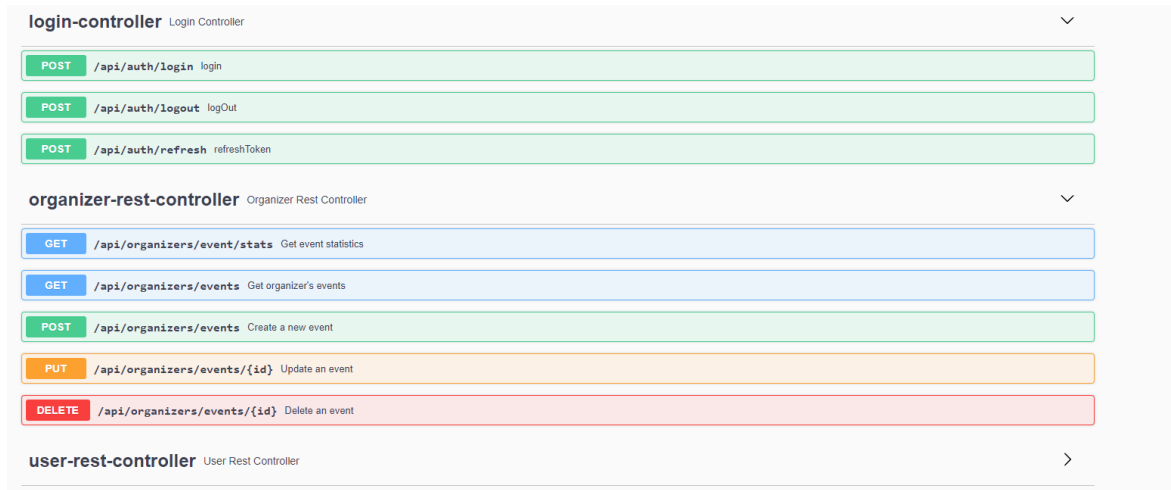 login-controller Login Controller
POST /api/auth/login login
POST /api/auth/logout logOut
POST /api/auth/refresh refreshToken
organizer-rest-controller Organizer Rest Controller
GET /api/organizers/event/stats Get event statistics
GET /api/organizers/events Get organizer's events
POST /api/organizers/events Create a new event
PUT /api/organizers/events/{id} Update an event
DELETE /api/organizers/events/{id} Delete an event
user-rest-controller User Rest Controller